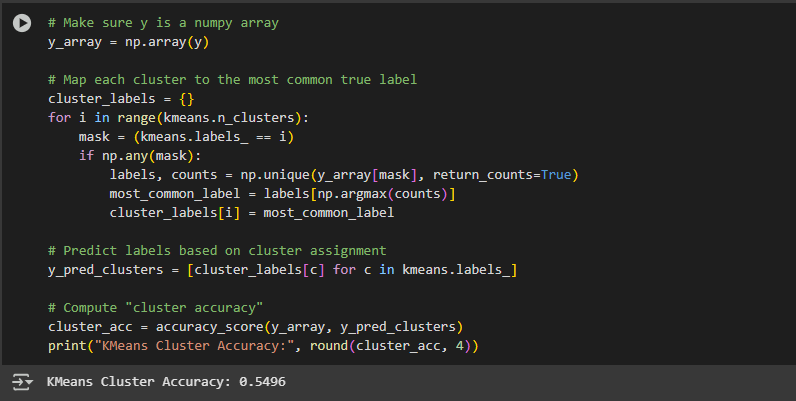 # Make sure y is a numpy array
y_array = np.array(y)
# Map each cluster to the most common true label
cluster_labels = {}
for i in range(kmeans.n_clusters):
    mask = (kmeans.labels_ == i)
    if np.any(mask):
        labels, counts = np.unique(y_array[mask], return_counts=True)
        most_common_label = labels[np.argmax(counts)]
        cluster_labels[i] = most_common_label
# Predict labels based on cluster assignment
y_pred_clusters = [cluster_labels[c] for c in kmeans.labels_]
# Compute "cluster accuracy"
cluster_acc = accuracy_score(y_array, y_pred_clusters)
print("KMeans Cluster Accuracy:", round(cluster_acc, 4))
KMeans Cluster Accuracy: 0.5496